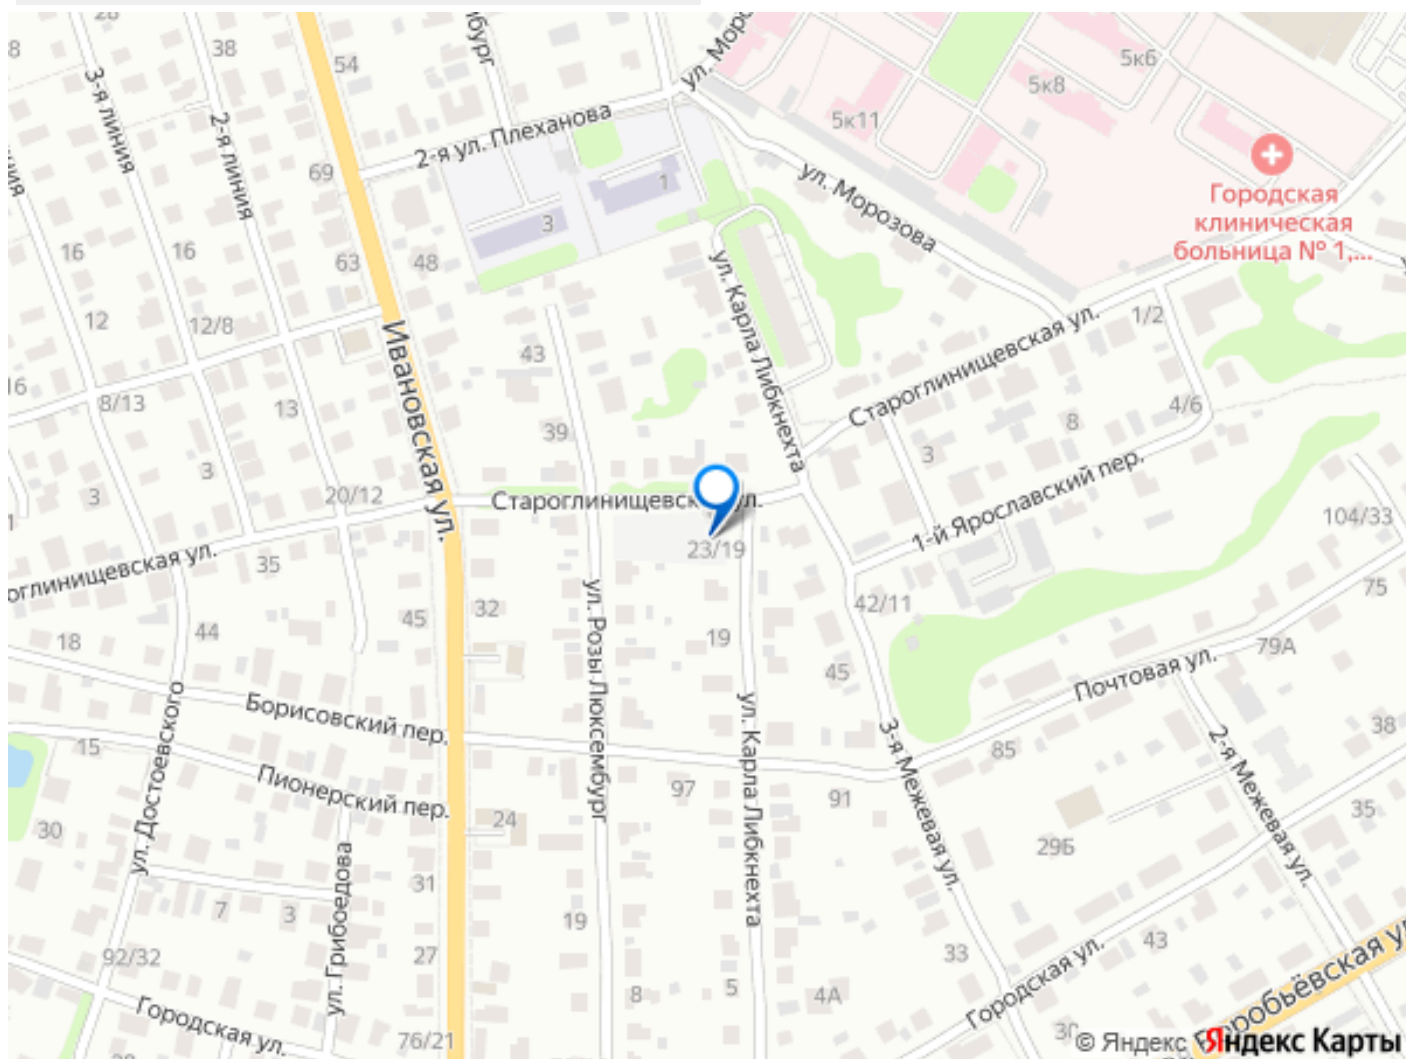 28
38
54
8
3-я линия
2-я линия
2-я ул. Плеханова
5к6
5к8
5к11
69
1
3
Городская
клиническая
больница № 1,...
ул. Морозова
16
16
63
48
12
12/8
43
1/2
ул. Карла Либкнехта
Староглинищевская ул.
Ивановская ул.
16
8/13
13
39
8
4/6
3
3
3
20/12
Староглинищевская ул.
1-й Ярославский пер.
104/33
23/19
35
75
32
45
42/11
44
18
19
79А
ул. Розы Люксембург
45
Почтовая ул.
ул. Достоевского
Борисовский пер.
ул. Карла Либкнехта
3-я Межевая ул.
2-я Межевая ул.
38
15
85
Пионерский пер.
97
91
35
30
24
29Б
31
ул. Грибоедова
7
3
19
27
92/32
33
43
Городская ул.
8
5
4А
Городская ул.
76/21
30
© Яндекс
Яндекс Карты